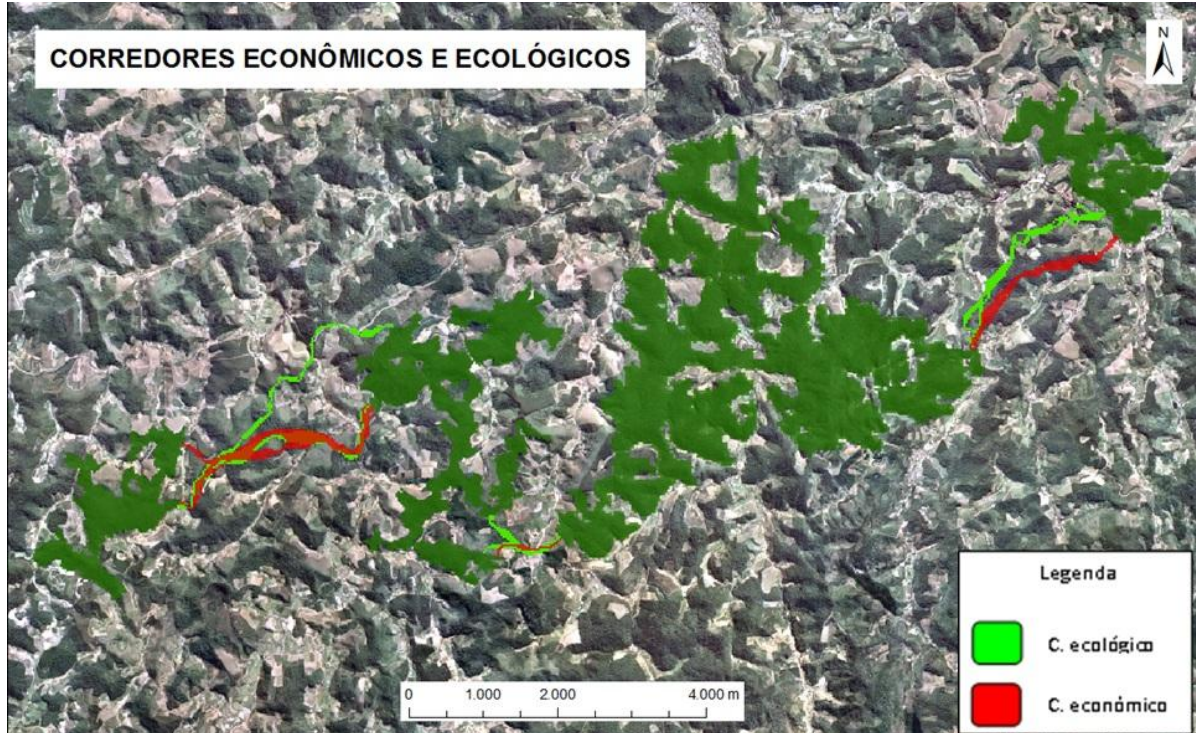 CORREDORES ECONÔMICOS E ECOLÓGICOS
N
Legenda
C. ecológico
C. econômico
0 1.000 2.000 4.000 m